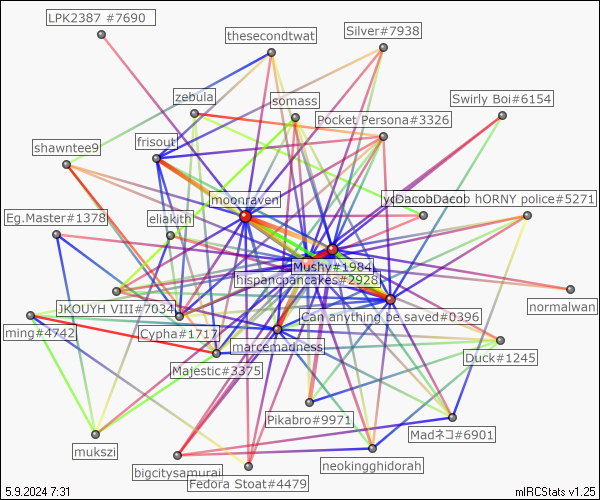 LPK2387 #7690
thesecondtwat
Silver#7938
zebula
somass
Swirly Boi#6154
Pocket Persona#3326
frisout
shawntee9
moonraven
DacobDacob
hORNY police#5271
Eg.Master#1378
eliakith
Mushy#1984
hispancpancakes#2928
JKOUYH VIII#7034
normalwan
Can anything be saved#0396
ming#4742
Cypha#1717
marcemadness
Duck#1245
Majestic#3375
Pikabro#9971
Madネコ#6901
mukszi
bigcitysamurai
neokingghidorah
Fedora Stoat#4479
5.9.2024 7:31
mIRCStats v1.25